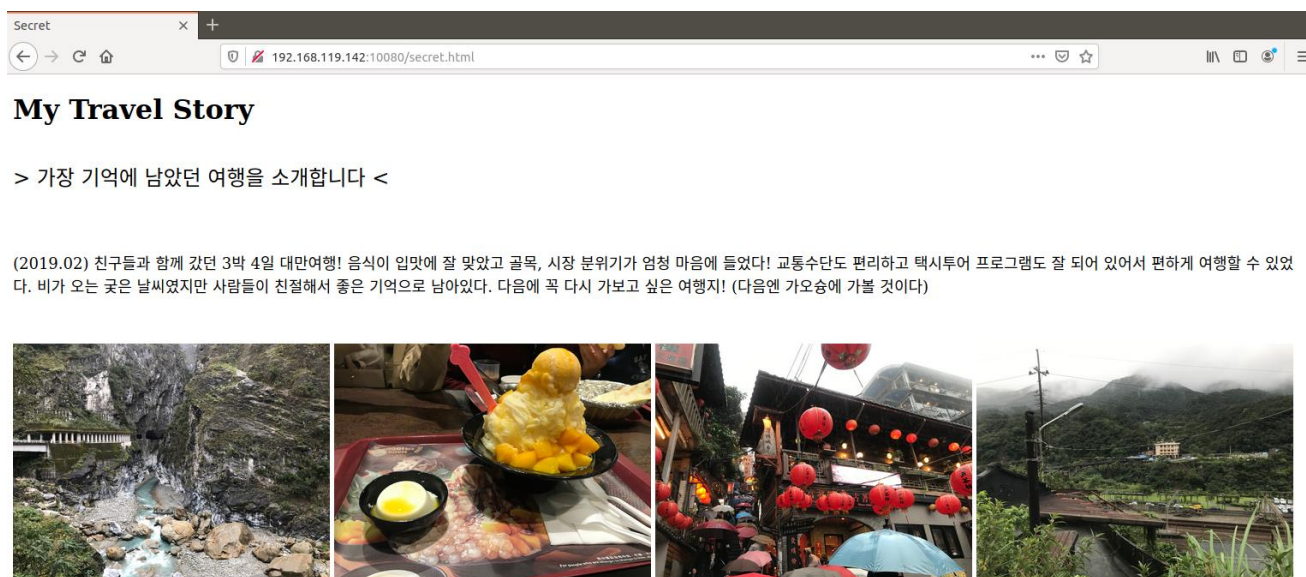 Secret
192.168.119.142:10080/secret.html
My Travel Story
> 가장 기억에 남았던 여행을 소개합니다 <
(2019.02) 친구들과 함께 갔던 3박 4일 대만여행! 음식이 입맛에 잘 맞았고 골목, 시장 분위기가 엄청 마음에 들었다! 교통수단도 편리하고 택시투어 프로그램도 잘 되어 있어서 편하게 여행할 수 있었
다. 비가 오는 궂은 날씨였지만 사람들이 친절해서 좋은 기억으로 남아있다. 다음에 꼭 다시 가보고 싶은 여행지! (다음엔 가오슝에 가볼 것이다)